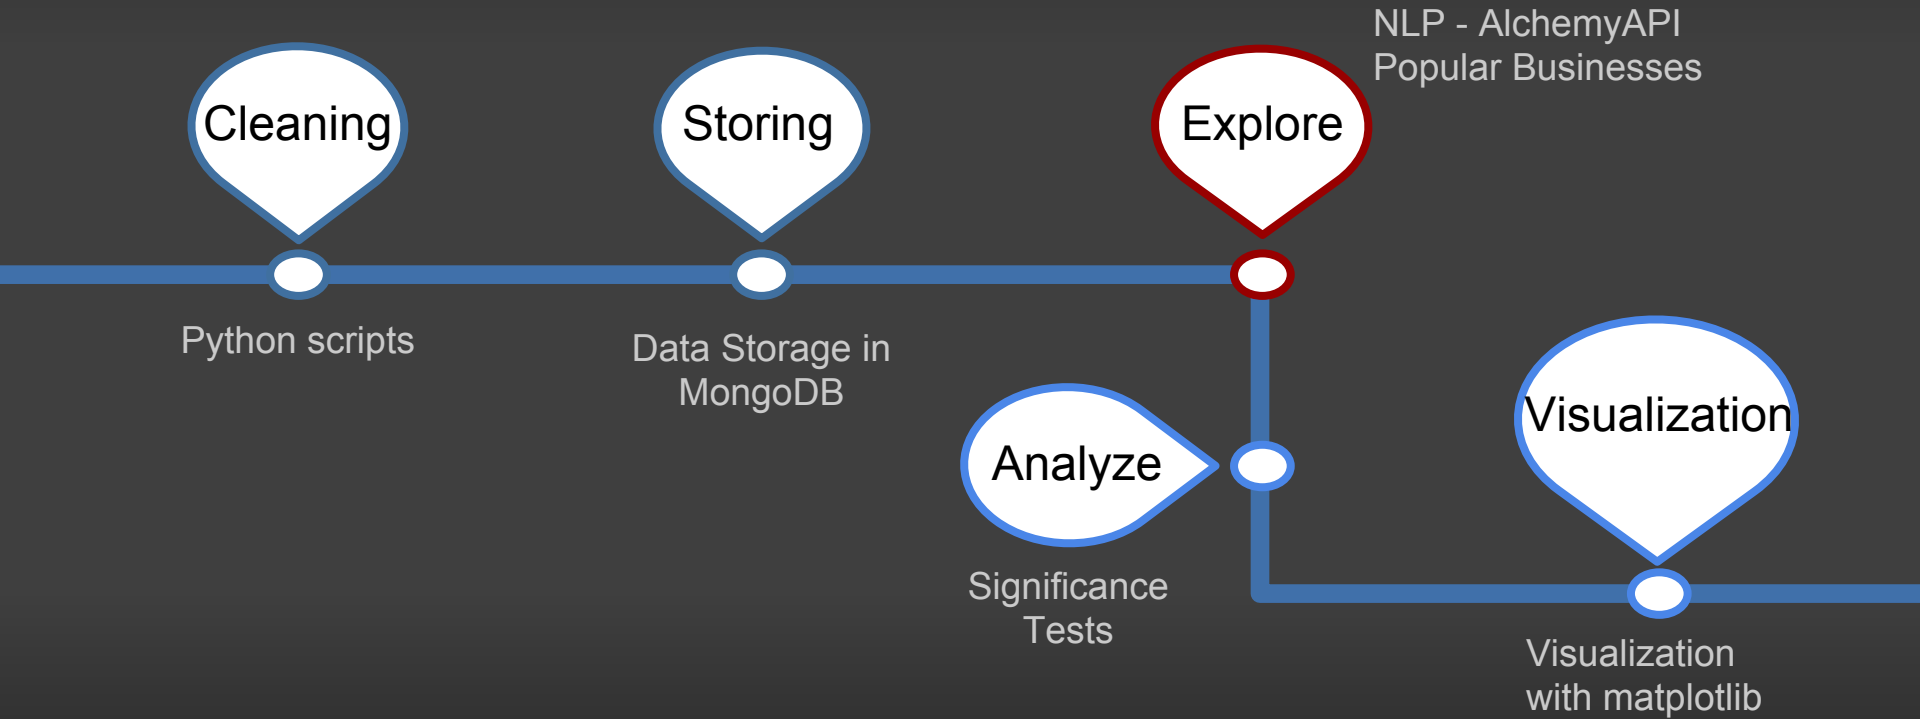 NLP - AlchemyAPI
Popular Businesses
Cleaning
Storing
Explore
Python scripts
Data Storage in
MongoDB
Analyze
Visualization
Significance
Tests
Visualization
with matplotlib